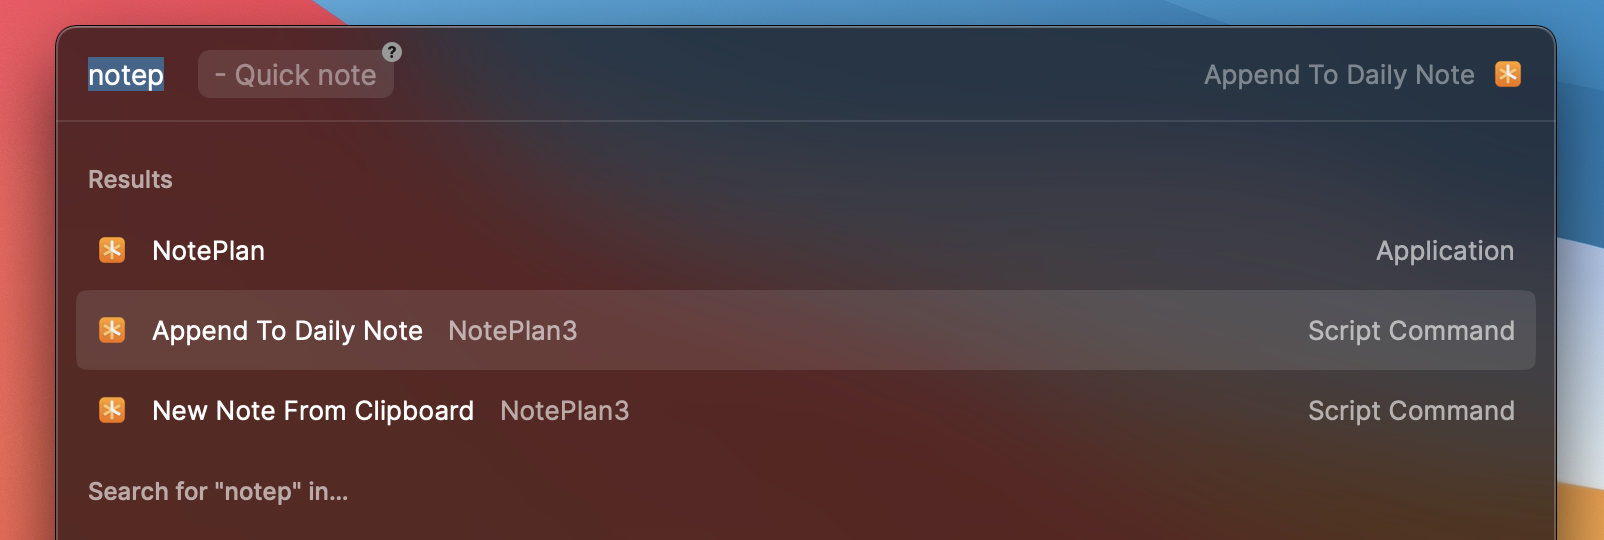 notep - Quick note ? Append To Daily Note
Results
NotePlan Application
Append To Daily Note NotePlan3 Script Command
New Note From Clipboard NotePlan3 Script Command
Search for "notep" in...